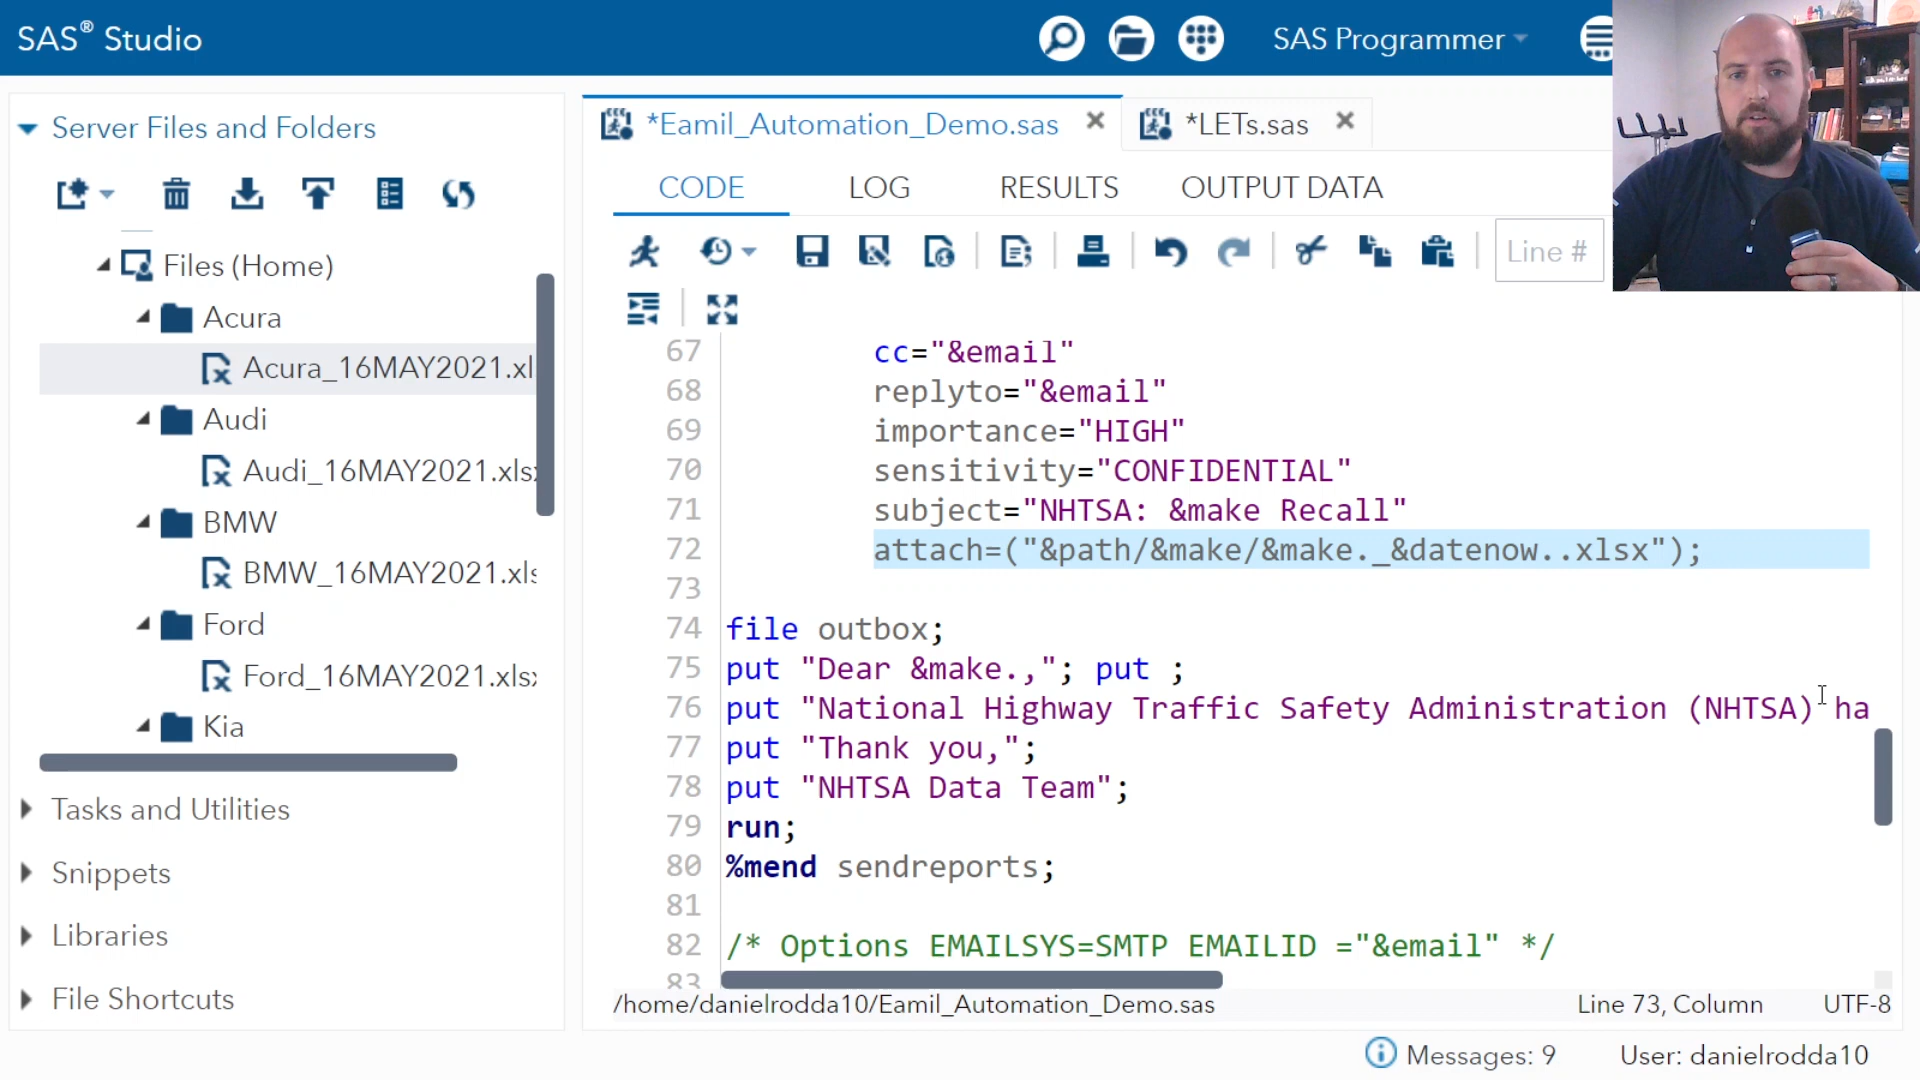 SAS® Studio
SAS Programmer
Server Files and Folders
Files (Home)
Acura
Acura_16MAY2021.xl
Audi
Audi_16MAY2021.xlsx
BMW
BMW_16MAY2021.xls
Ford
Ford_16MAY2021.xlsx
Kia
Tasks and Utilities
Snippets
Libraries
File Shortcuts
*Eamil_Automation_Demo.sas
*LETs.sas
CODE LOG RESULTS OUTPUT DATA
Line #
67 cc="&email"
68 replyto="&email"
69 importance="HIGH"
70 sensitivity="CONFIDENTIAL"
71 subject="NHTSA: &make Recall"
72 attach=("&path/&make/&make._&datenow..xlsx");
73
74 file outbox;
75 put "Dear &make.,"; put ;
76 put "National Highway Traffic Safety Administration (NHTSA) ha
77 put "Thank you,";
78 put "NHTSA Data Team";
79 run;
80 %mend sendreports;
81
82 /* Options EMAILSYS=SMTP EMAILID ="&email" */
83
/home/danielrodda10/Eamil_Automation_Demo.sas
Line 73, Column
UTF-8
Messages: 9
User: danielrodda10